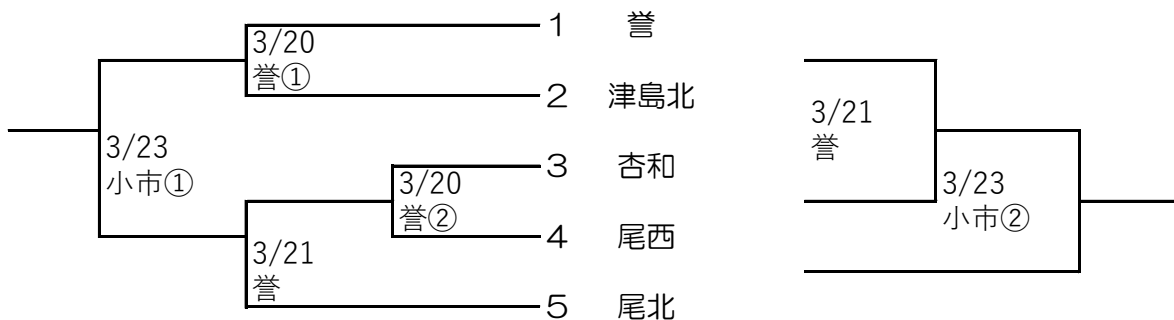 1 誉
3/20
誉①
2 津島北
3/21
誉
3/23
小市①
3 杏和
3/20
誉②
3/23
小市②
4 尾西
3/21
誉
5 尾北